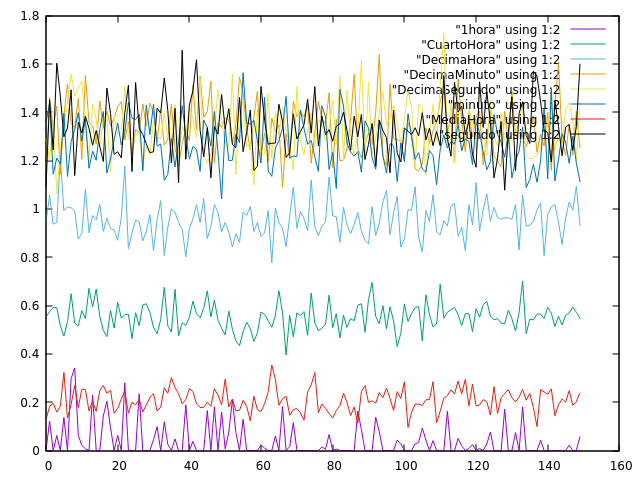 1.8
1.6
1.4
1.2
1
0.8
0.6
0.4
0.2
0
0 20 40 60 80 100 120 140 160
"1hora" using 1:2
"CuartoHora" using 1:2
"DecimaHora" using 1:2
"DecimaMinuto" using 1:2
"DecimaSegundo" using 1:2
"minuto" using 1:2
"MediaHora" using 1:2
"segundo" using 1:2